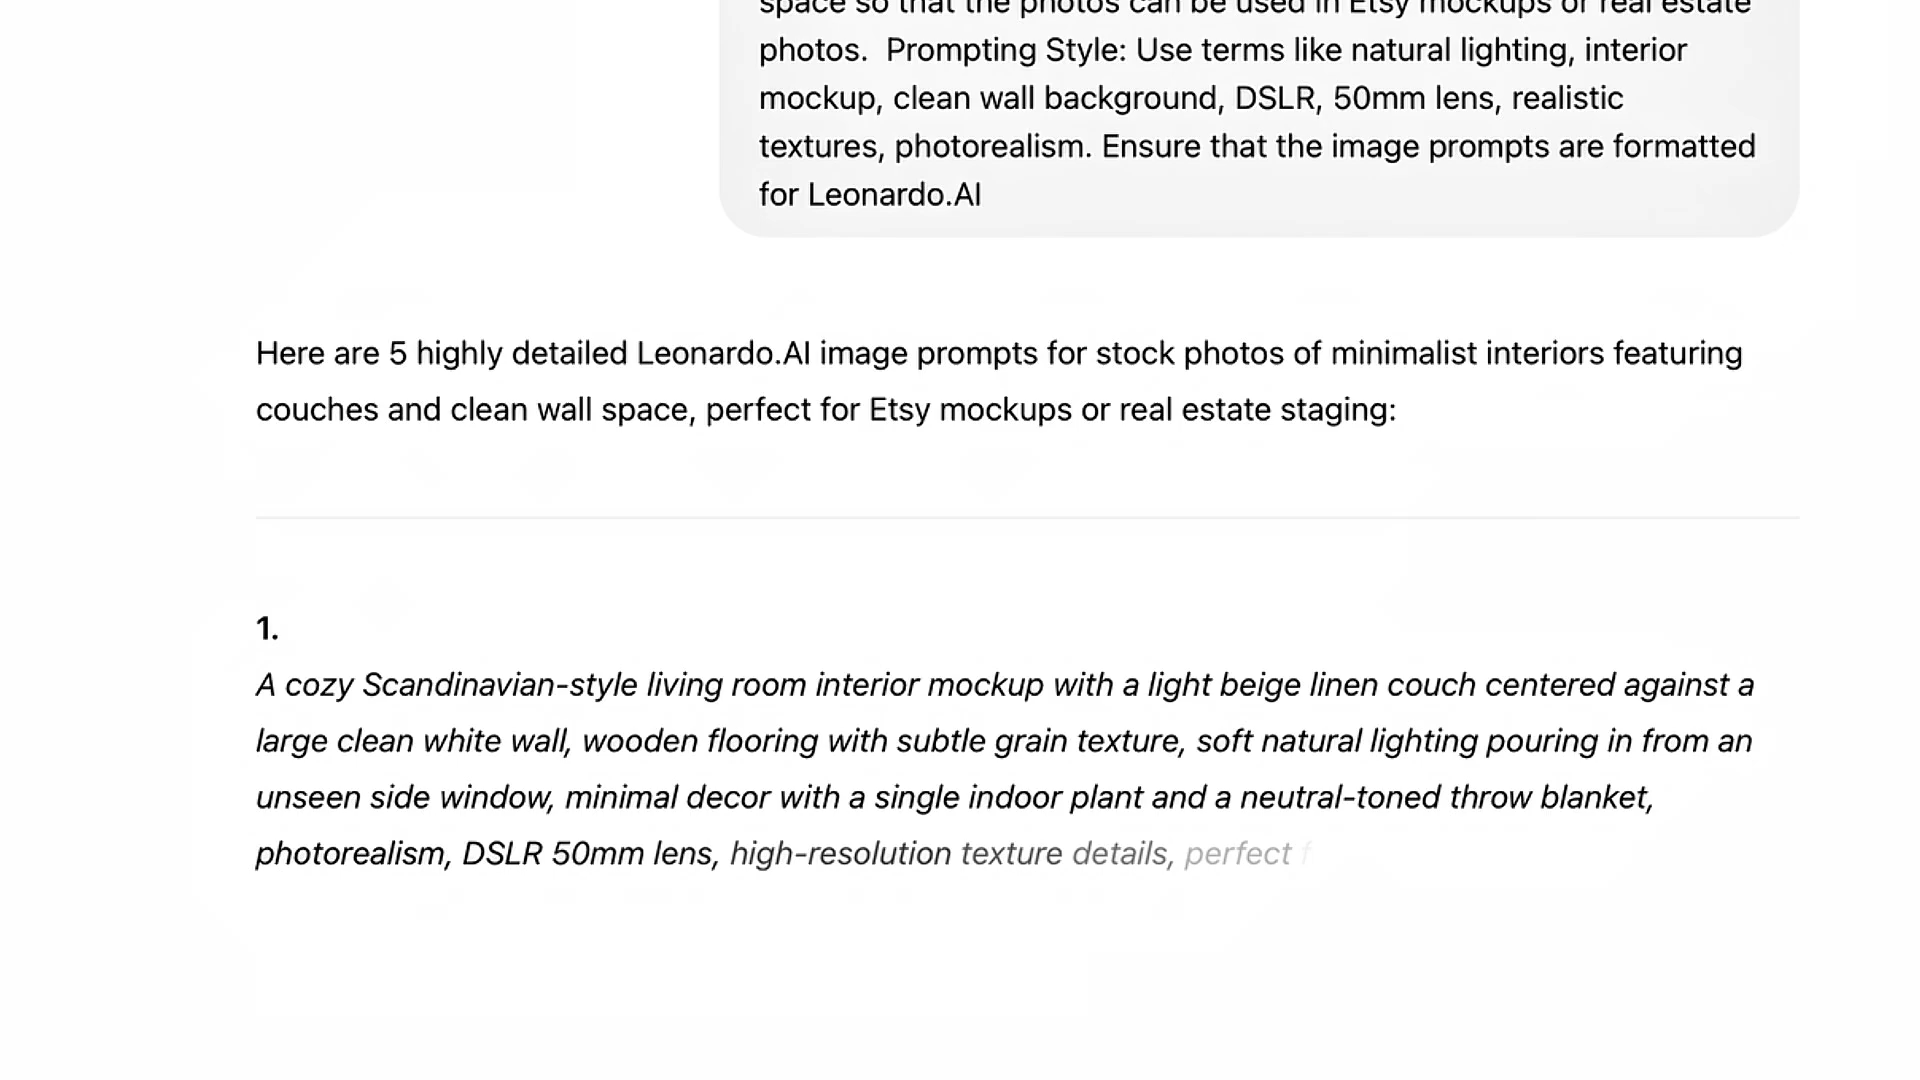 space so that the photos can be used in Etsy mockups or real estate
photos.  Prompting Style: Use terms like natural lighting, interior
mockup, clean wall background, DSLR, 50mm lens, realistic
textures, photorealism. Ensure that the image prompts are formatted
for Leonardo.AI
Here are 5 highly detailed Leonardo.AI image prompts for stock photos of minimalist interiors featuring
couches and clean wall space, perfect for Etsy mockups or real estate staging:
1.
A cozy Scandinavian-style living room interior mockup with a light beige linen couch centered against a
large clean white wall, wooden flooring with subtle grain texture, soft natural lighting pouring in from an
unseen side window, minimal decor with a single indoor plant and a neutral-toned throw blanket,
photorealism, DSLR 50mm lens, high-resolution texture details, perfect f